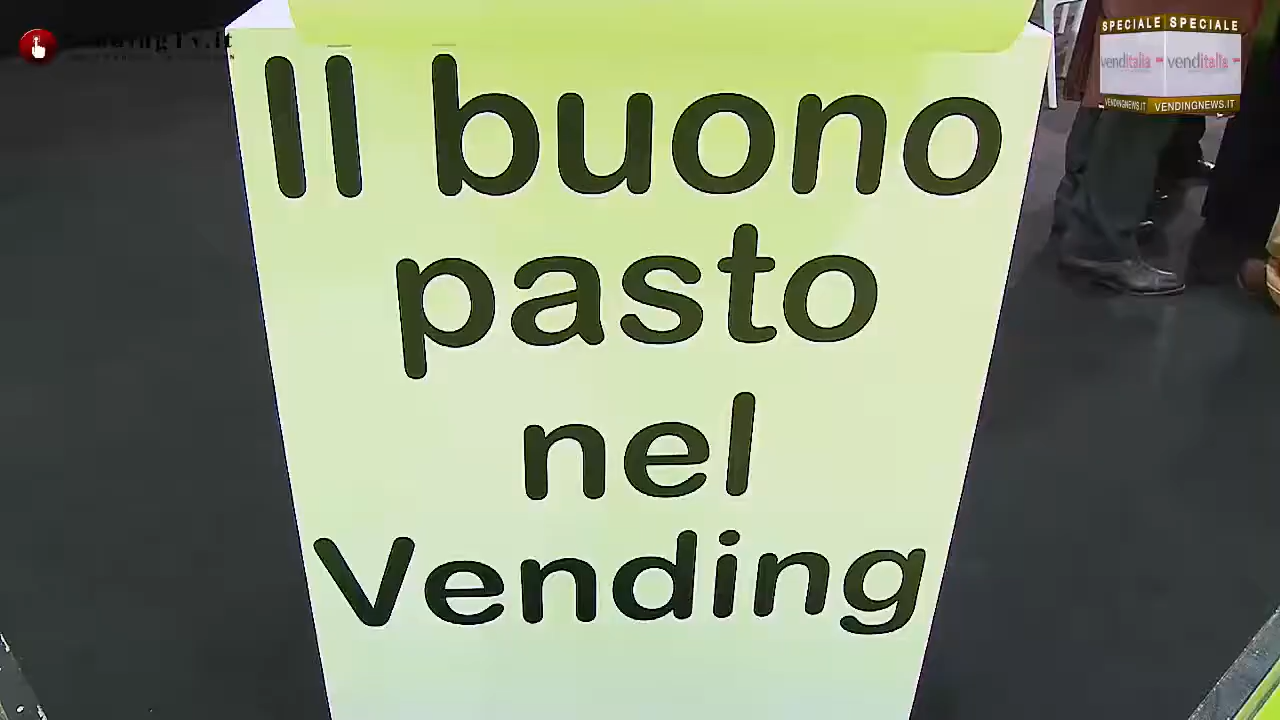 SPECIALE SPECIALE
venditalia venditalia
VENDINGNEWS.IT VENDINGNEWS.IT
Il buono
pasto
nel
Vending